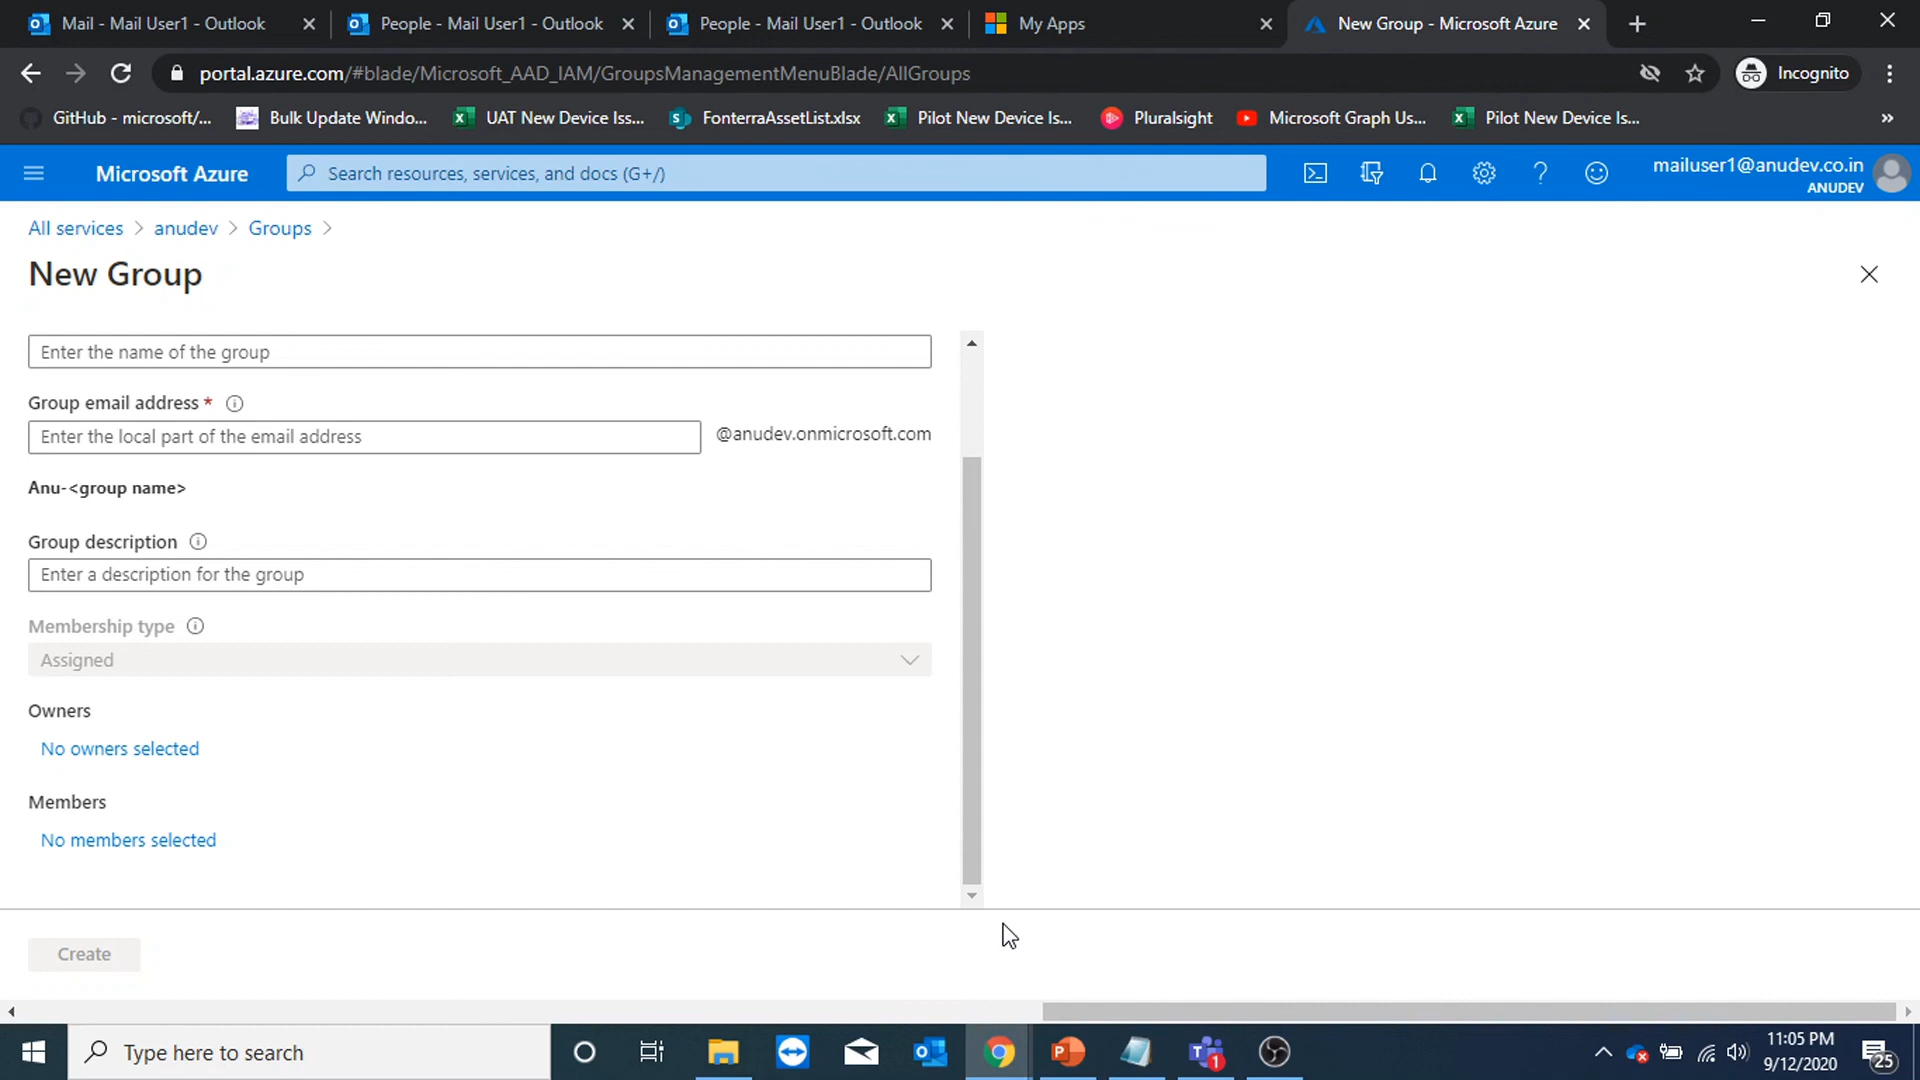 Mail - Mail User1 - Outlook
People - Mail User1 - Outlook
People - Mail User1 - Outlook
My Apps
New Group - Microsoft Azure
portal.azure.com/#blade/Microsoft_AAD_IAM/GroupsManagementMenuBlade/AllGroups
Incognito
GitHub - microsoft/...
Bulk Update Windo...
UAT New Device Iss...
FonterraAssetList.xlsx
Pilot New Device Is...
Pluralsight
Microsoft Graph Us...
Pilot New Device Is...
»
Microsoft Azure
Search resources, services, and docs (G+/)
mailuser1@anudev.co.in
ANUDEV
All services > anudev > Groups >
New Group
Enter the name of the group
Group email address *
Enter the local part of the email address
@anudev.onmicrosoft.com
Anu-<group name>
Group description
Enter a description for the group
Membership type
Assigned
Owners
No owners selected
Members
No members selected
Create
Type here to search
1
11:05 PM
9/12/2020
25